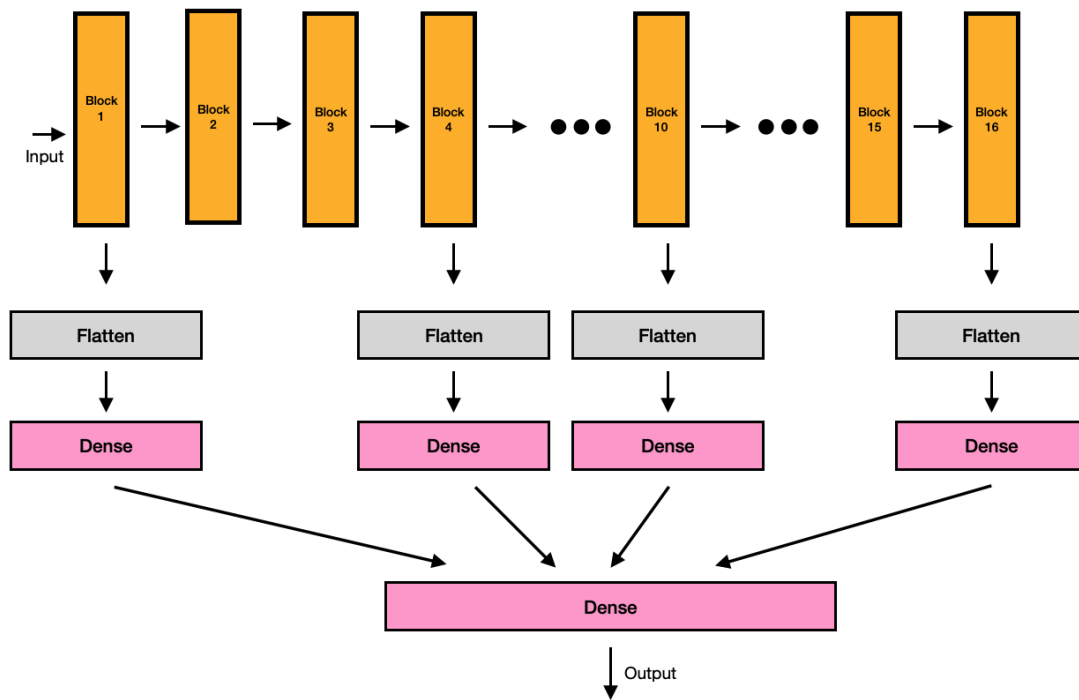 Block
1
Block
2
Block
3
Block
4
Block
10
Block
15
Block
16
Input
Flatten
Flatten
Flatten
Flatten
Dense
Dense
Dense
Dense
Dense
Output